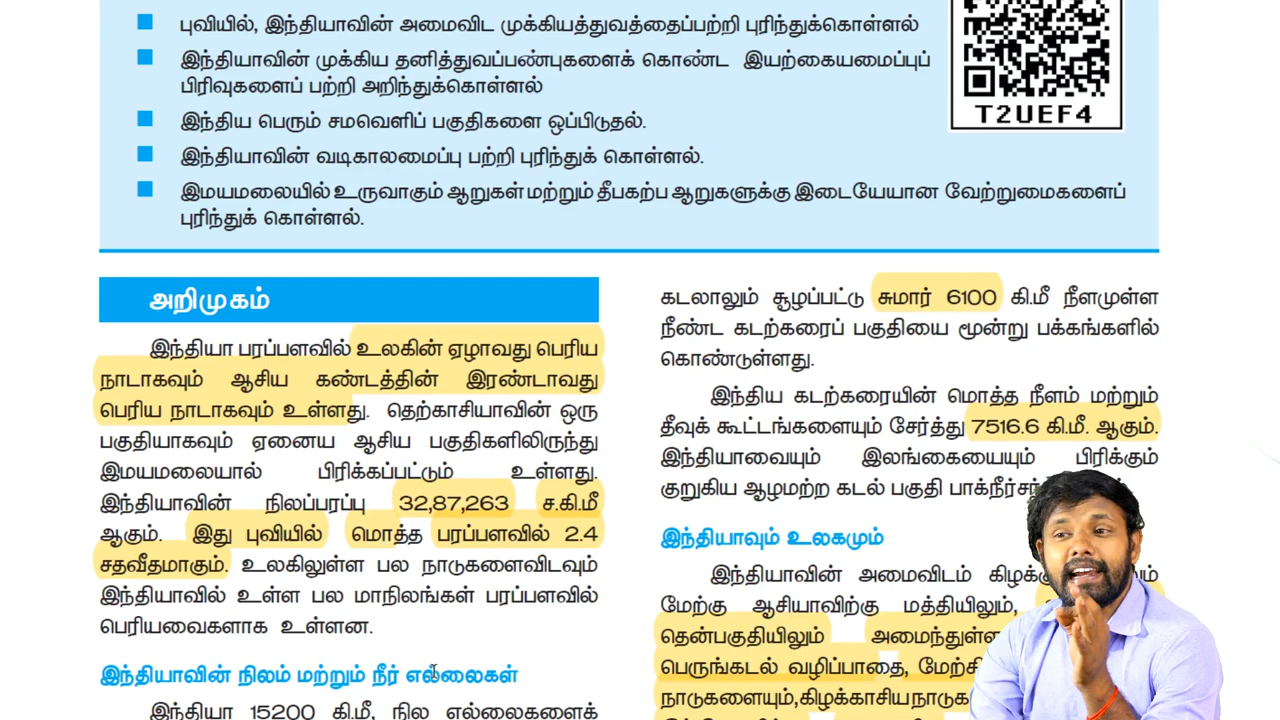 புவியில், இந்தியாவின் அமைவிட முக்கியத்துவத்தைப்பற்றி புரிந்துக்கொள்ளல்
இந்தியாவின் முக்கிய தனித்துவப்பண்புகளைக் கொண்ட இயற்கையமைப்புப்
பிரிவுகளைப் பற்றி அறிந்துக்கொள்ளல்
இந்திய பெரும் சமவெளிப் பகுதிகளை ஒப்பிடுதல்.
இந்தியாவின் வடிகாலமைப்பு பற்றி புரிந்துக் கொள்ளல்.
இமயமலையில் உருவாகும் ஆறுகள் மற்றும் தீபகற்ப ஆறுகளுக்கு இடையேயான வேற்றுமைகளைப்
புரிந்துக் கொள்ளல்.
T2UEF4
அறிமுகம்
இந்தியா பரப்பளவில் உலகின் ஏழாவது பெரிய
நாடாகவும் ஆசிய கண்டத்தின் இரண்டாவது
பெரிய நாடாகவும் உள்ளது. தெற்காசியாவின் ஒரு
பகுதியாகவும் ஏனைய ஆசிய பகுதிகளிலிருந்து
இமயமலையால் பிரிக்கப்பட்டும் உள்ளது.
இந்தியாவின் நிலப்பரப்பு 32,87,263 ச.கி.மீ
ஆகும். இது புவியில் மொத்த பரப்பளவில் 2.4
சதவீதமாகும். உலகிலுள்ள பல நாடுகளைவிடவும்
இந்தியாவில் உள்ள பல மாநிலங்கள் பரப்பளவில்
பெரியவைகளாக உள்ளன.
இந்தியாவின் நிலம் மற்றும் நீர் எல்லைகள்
இந்தியா 15200 கி.மீ, நில எல்லைகளைக்
கடலாலும் சூழப்பட்டு சுமார் 6100 கி.மீ நீளமுள்ள
நீண்ட கடற்கரைப் பகுதியை மூன்று பக்கங்களில்
கொண்டுள்ளது.
இந்திய கடற்கரையின் மொத்த நீளம் மற்றும்
தீவுக் கூட்டங்களையும் சேர்த்து 7516.6 கி.மீ. ஆகும்.
இந்தியாவையும் இலங்கையையும் பிரிக்கும்
குறுகிய ஆழமற்ற கடல் பகுதி
இந்தியாவும் உலகமும்
இந்தியாவின் அமைவிடம்
மேற்கு ஆசியாவிற்கு மத்தியிலும்,
தென்பகுதியிலும்
பெருங்கடல் வழிப்பாதை,
நாடுகளையும்,